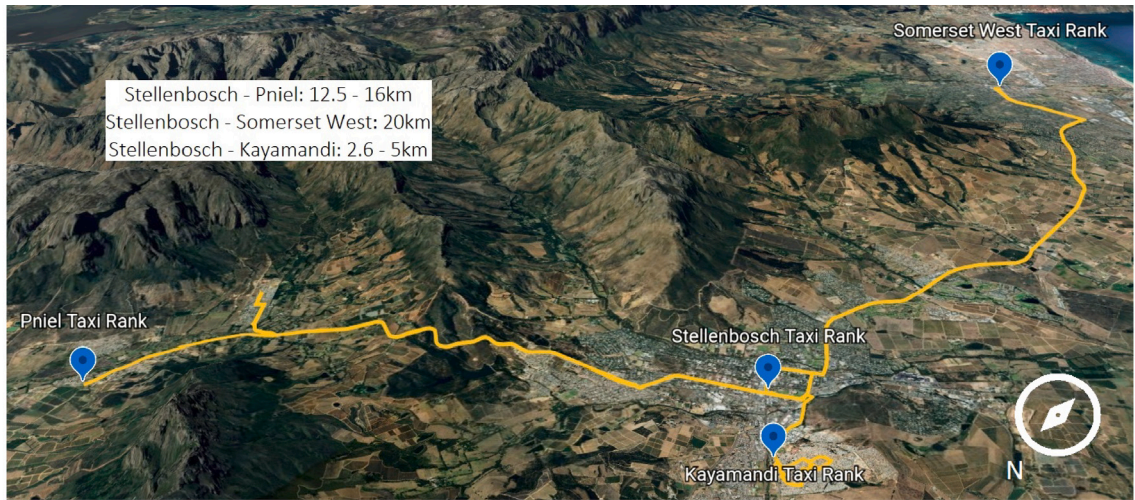 Somerset West Taxi Rank
Stellenbosch - Pniel: 12.5 - 16km
Stellenbosch - Somerset West: 20km
Stellenbosch - Kayamandi: 2.6 - 5km
Pniel Taxi Rank
Stellenbosch Taxi Rank
Kayamandi Taxi Rank
N